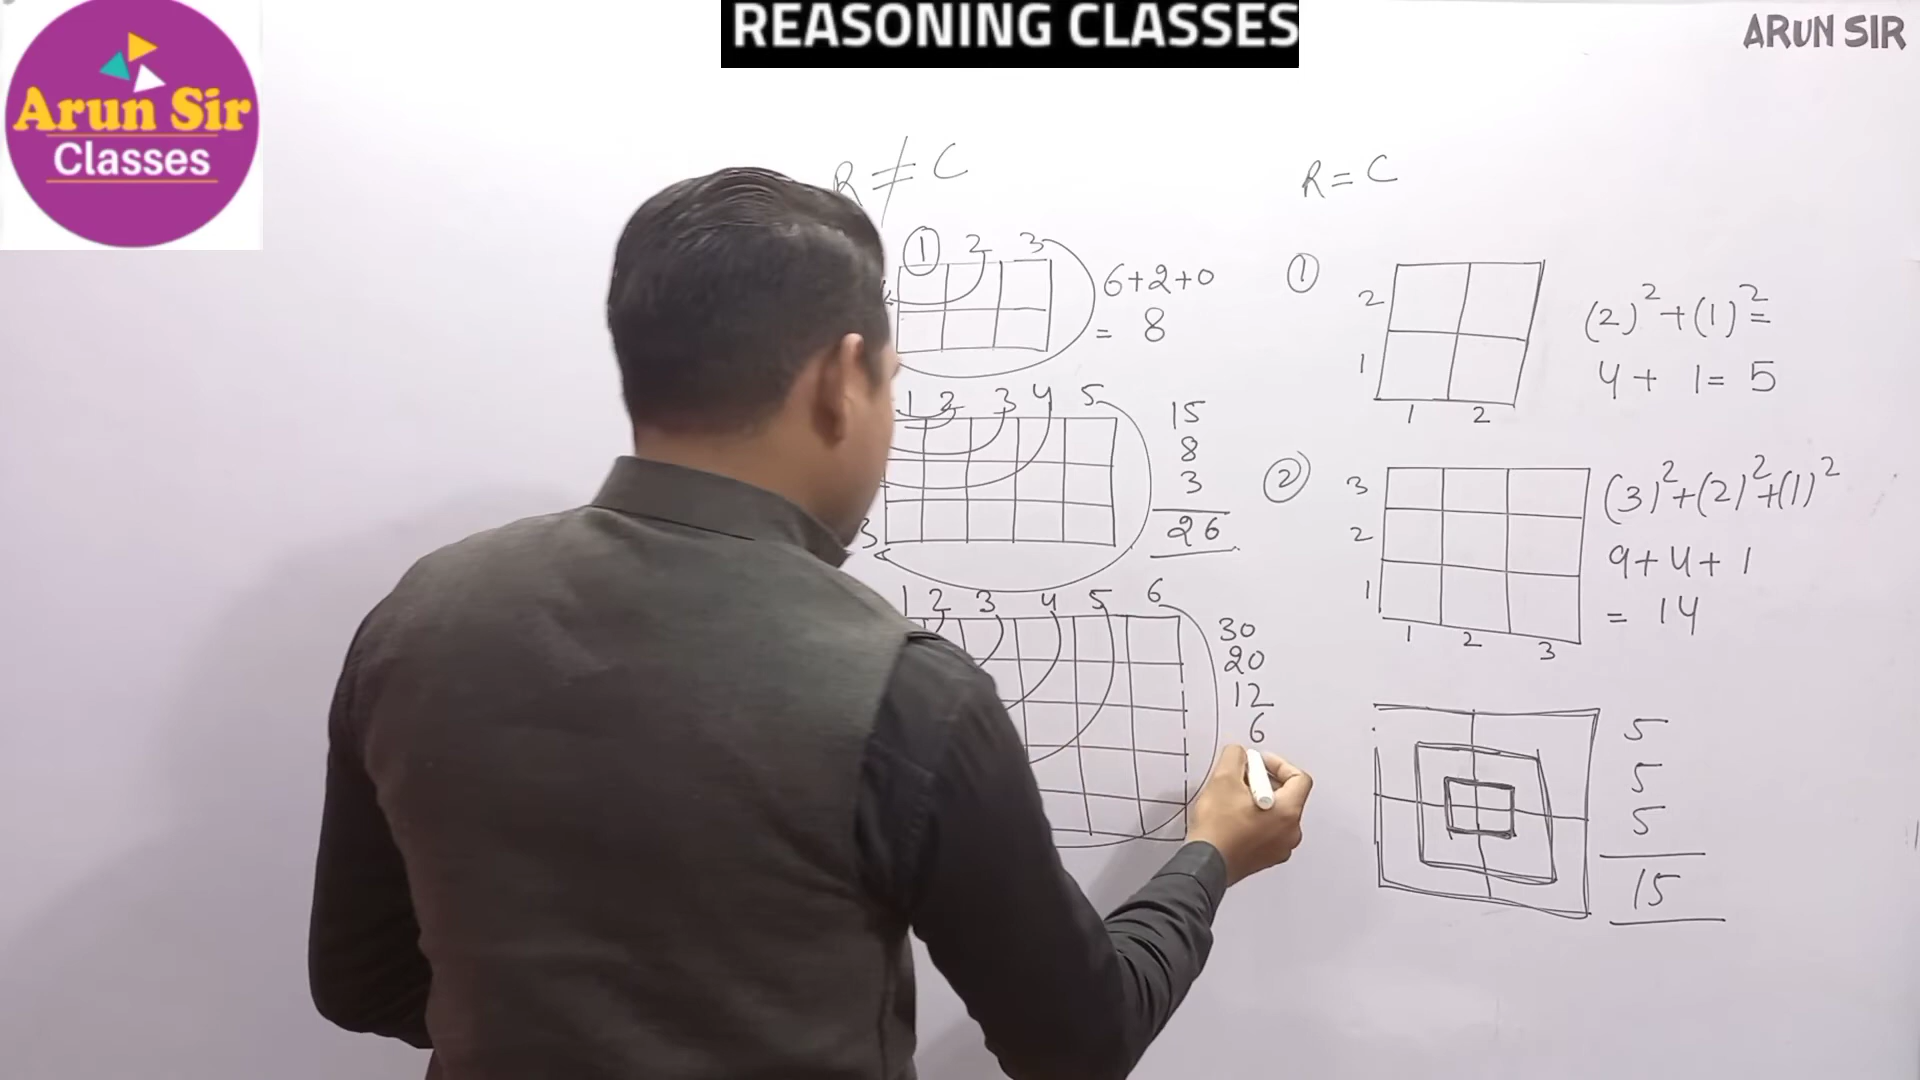 REASONING CLASSES
ARUN SIR
Arun Sir
Classes
R ≠ C
1 2 3
6+2+0
= 8
1 2 3 4 5
15
8
3
26
3
1 2 3 4 5 6
30
20
12
6
R = C
①
2
1
1 2
(2)²+(1)²=
4+ 1= 5
②
3
2
1
1 2 3
(3)²+(2)²+(1)²
9+4+1
= 14
5
5
5
15